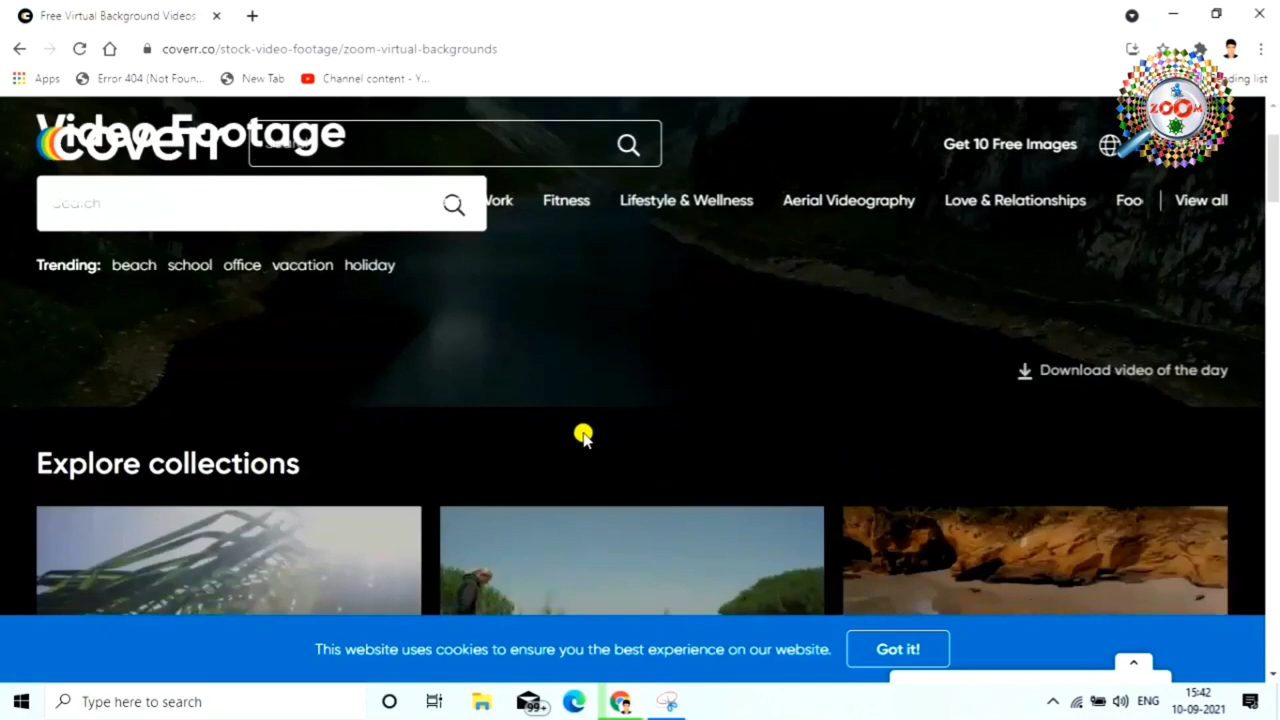 Free Virtual Background Videos
coverr.co/stock-video-footage/zoom-virtual-backgrounds
Apps
Error 404 (Not Foun...
New Tab
Channel content - Y...
ding list
ZOOM
Video Footage
coverr
Get 10 Free Images
Search
Work
Fitness
Lifestyle & Wellness
Aerial Videography
Love & Relationships
Foo
View all
Trending: beach school office vacation holiday
Download video of the day
Explore collections
This website uses cookies to ensure you the best experience on our website.
Got it!
Type here to search
99+
ENG
15:42
10-09-2021